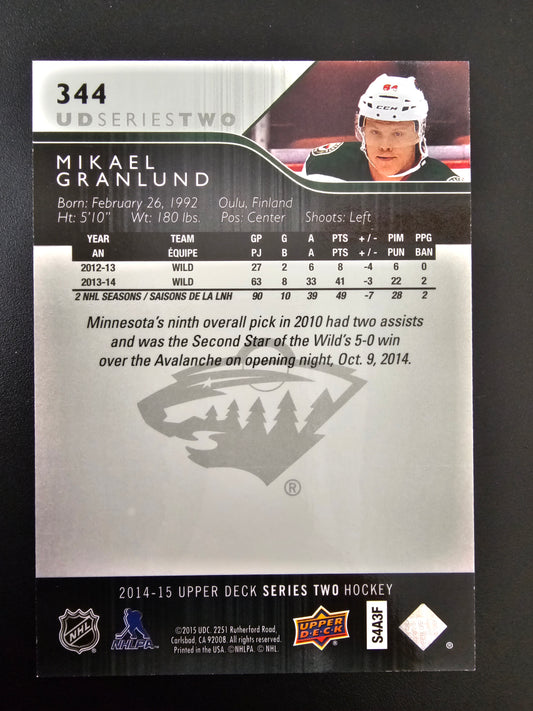 344
UDSERIESTWO
64
CCM
MIKAEL
GRANLUND
Born: February 26, 1992 Oulu, Finland
Ht: 5'10" Wt: 180 lbs. Pos: Center Shoots: Left
YEAR TEAM GP G A PTS +/- PIM PPG
AN ÉQUIPE PJ B A PTS +/- PUN BAN
2012-13 WILD 27 2 6 8 -4 6 0
2013-14 WILD 63 8 33 41 -3 22 2
2 NHL SEASONS / SAISONS DE LA LNH 90 10 39 49 -7 28 2
Minnesota's ninth overall pick in 2010 had two assists
and was the Second Star of the Wild's 5-0 win
over the Avalanche on opening night, Oct. 9, 2014.
®
2014-15 UPPER DECK SERIES TWO HOCKEY
NHL
NHLPA
©2015 UDC. 2251 Rutherford Road,
Carlsbad, CA 92008. All rights reserved.
Printed in the USA. ©NHLPA. © NHL.
UPPER DECK
S4A3F
®